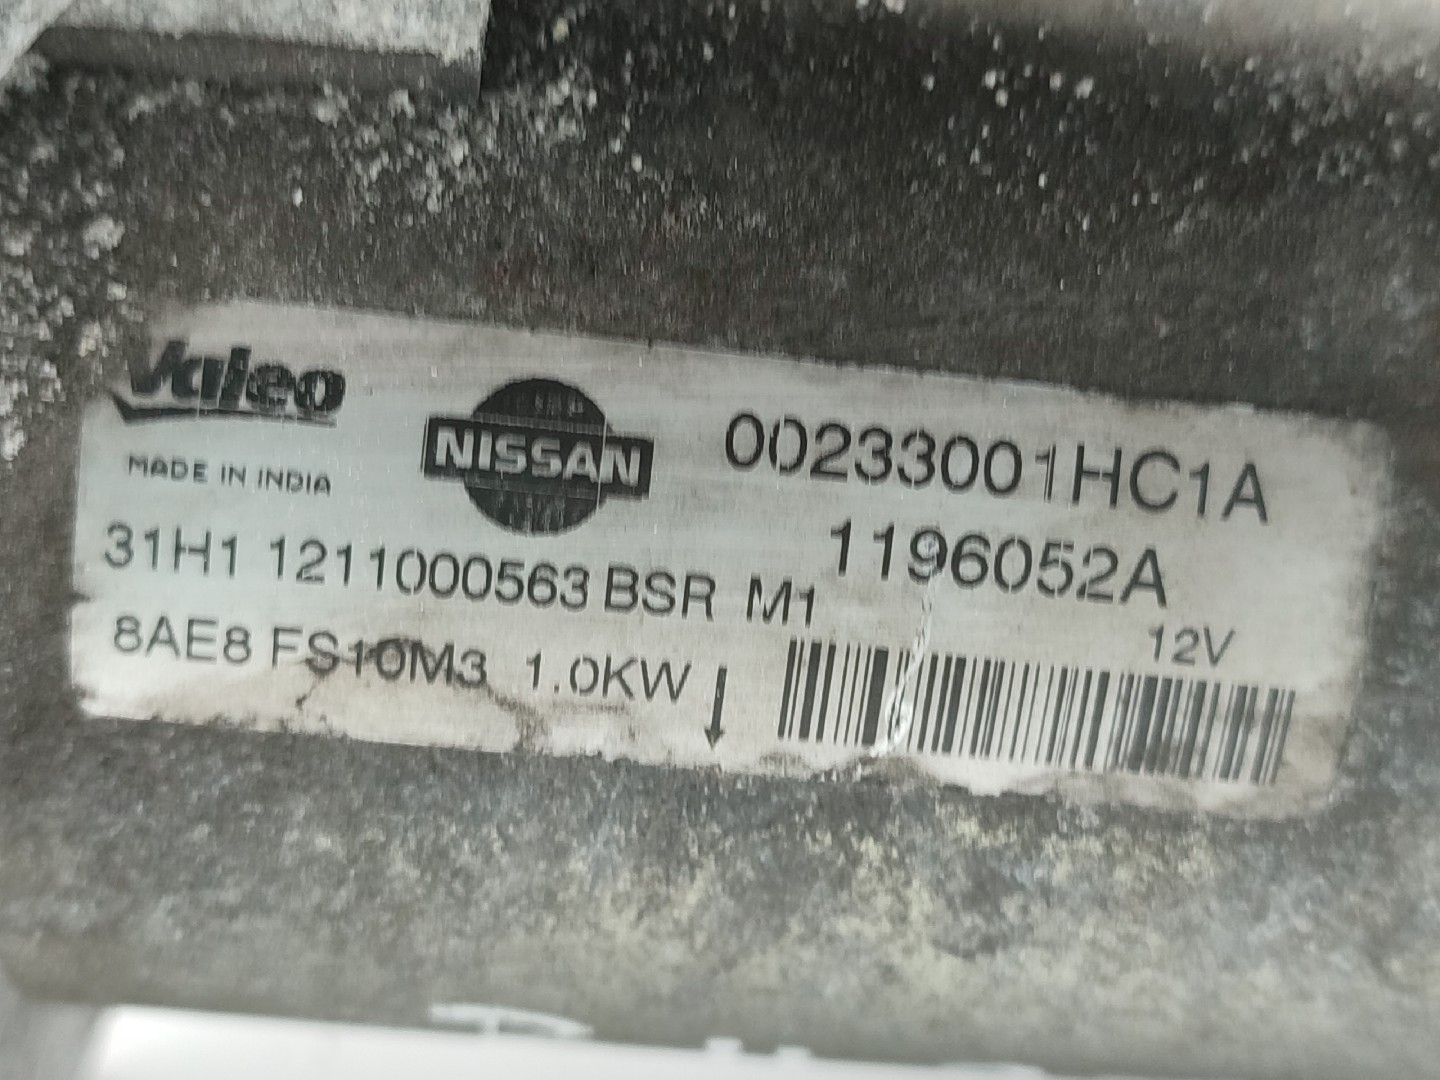 Valeo
MADE IN INDIA
NISSAN
00233001HC1A
1196052A
31H1 1211000563 BSR M1
8AE8 FS10M3 1.0KW
12V